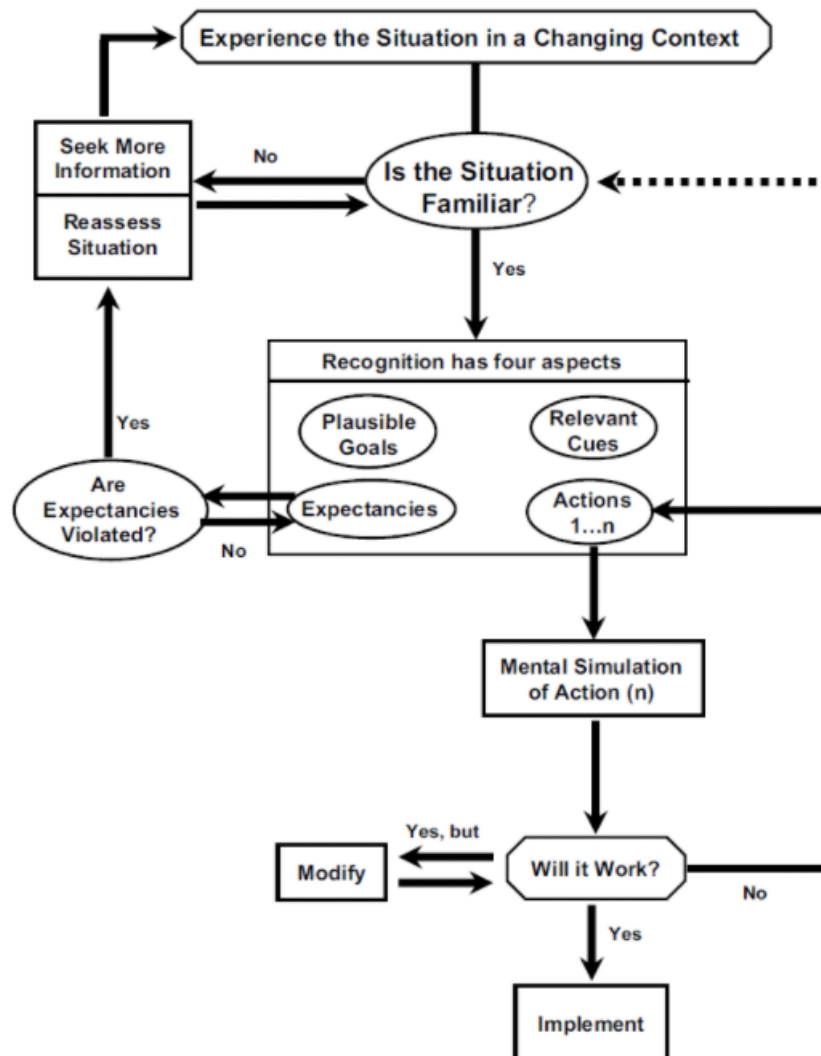 Experience the Situation in a Changing Context
Seek More
Information
No
Is the Situation
Familiar?
Reassess
Situation
Yes
Recognition has four aspects
Plausible
Goals
Relevant
Cues
Yes
Are
Expectancies
Violated?
Expectancies
Actions
1...n
No
Mental Simulation
of Action (n)
Yes, but
Modify
Will it Work?
No
Yes
Implement